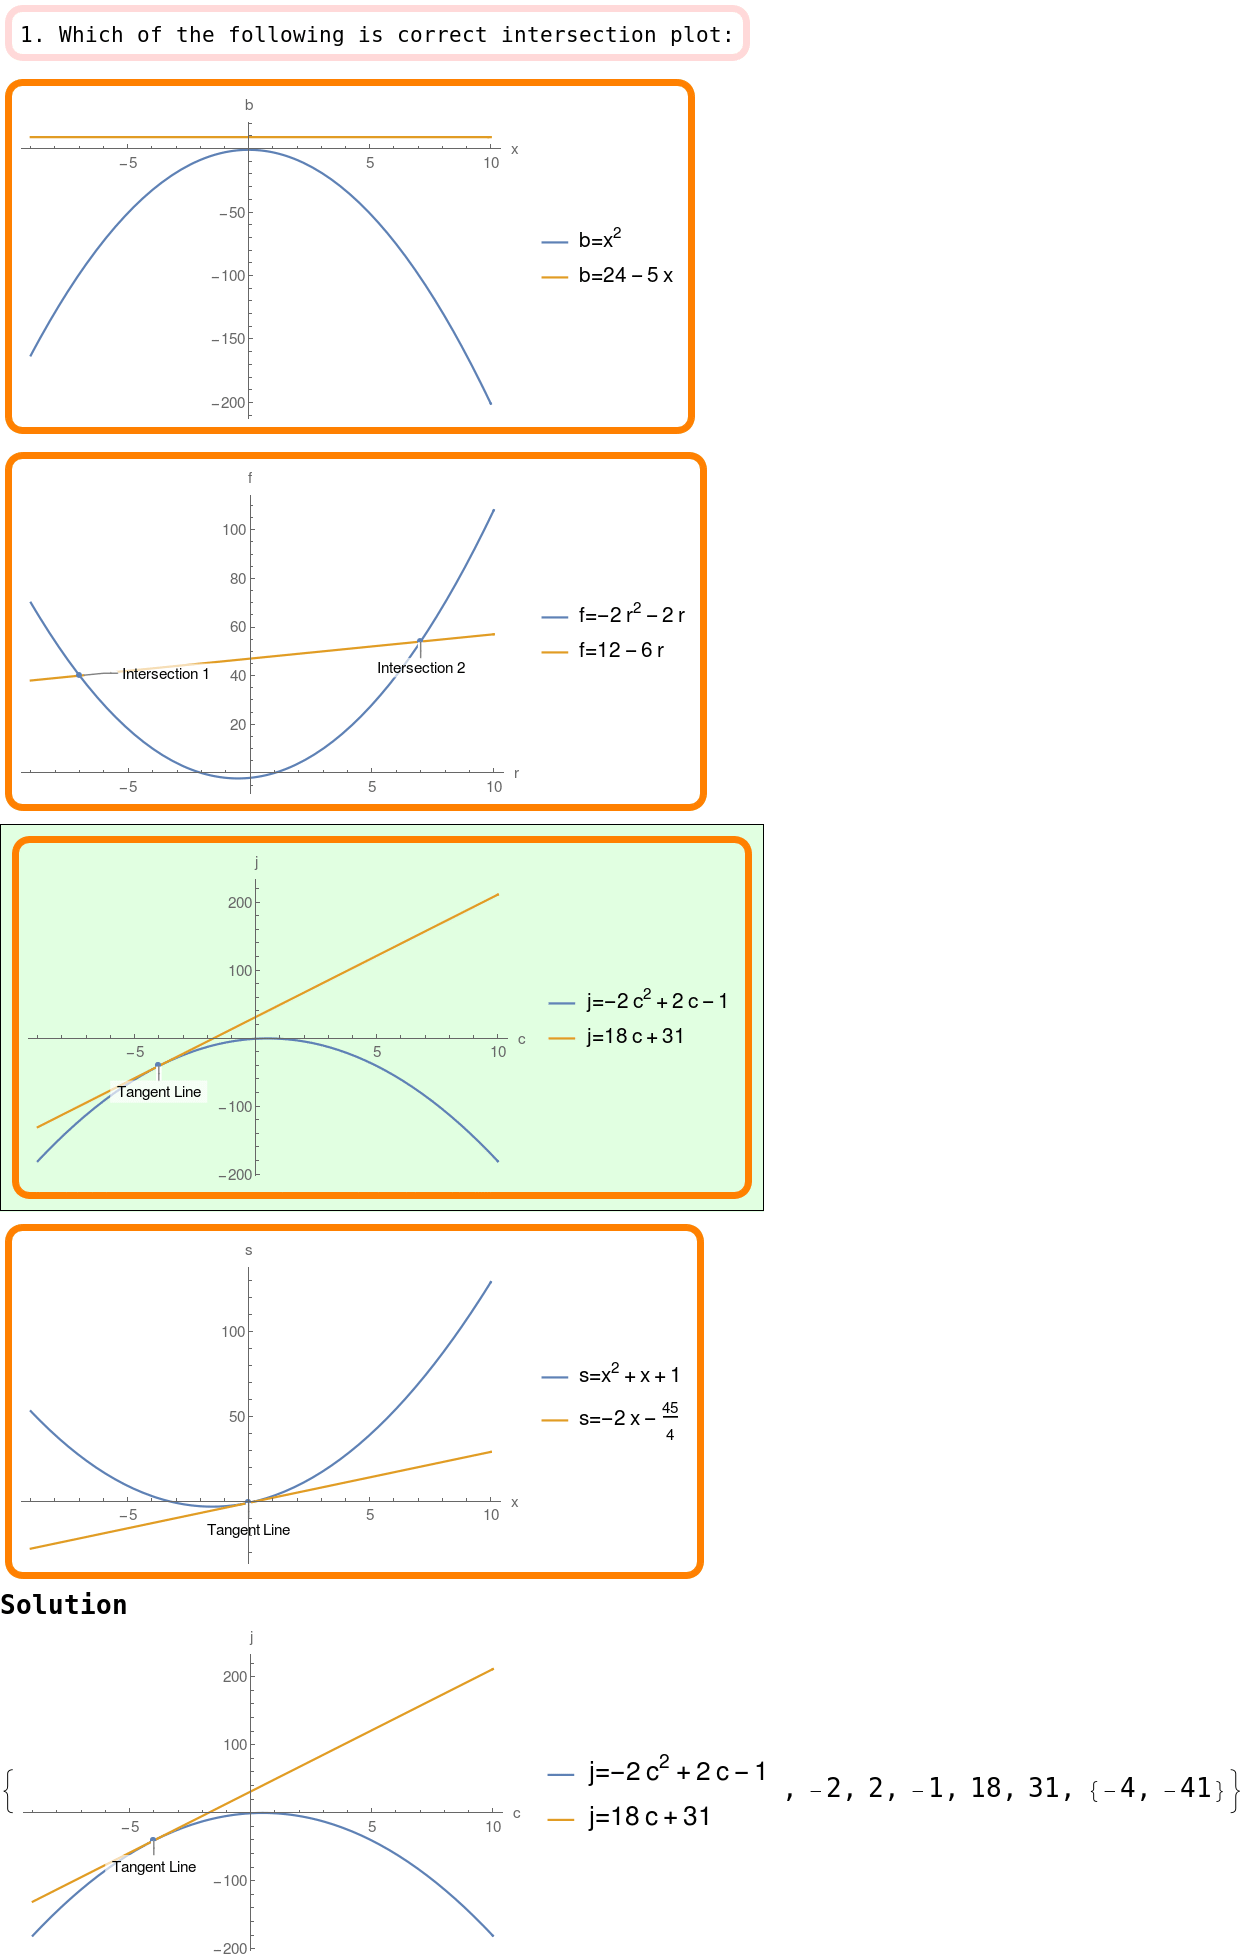 1. Which of the following is correct intersection plot:
b
x
−5 5 10
−50
−100
−150
−200
b=x²
b=24 − 5 x
f
100
80
60
40
20
Intersection 1
Intersection 2
−5 5 10
r
f=−2 r² − 2 r
f=12 − 6 r
j
200
100
−5 5 10
c
Tangent Line
−100
−200
j=−2 c² + 2 c − 1
j=18 c + 31
s
100
50
−5 5 10
x
Tangent Line
s=x² + x + 1
s=−2 x − 45/4
Solution
j
200
100
−5 5 10
c
Tangent Line
−100
−200
j=−2 c² + 2 c − 1
j=18 c + 31
{ , −2, 2, −1, 18, 31, {−4, −41}}